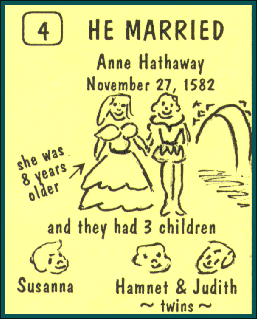 4 HE MARRIED
Anne Hathaway
November 27, 1582
she was
8 years
older
and they had 3 children
Susanna
Hamnet & Judith
~ twins ~